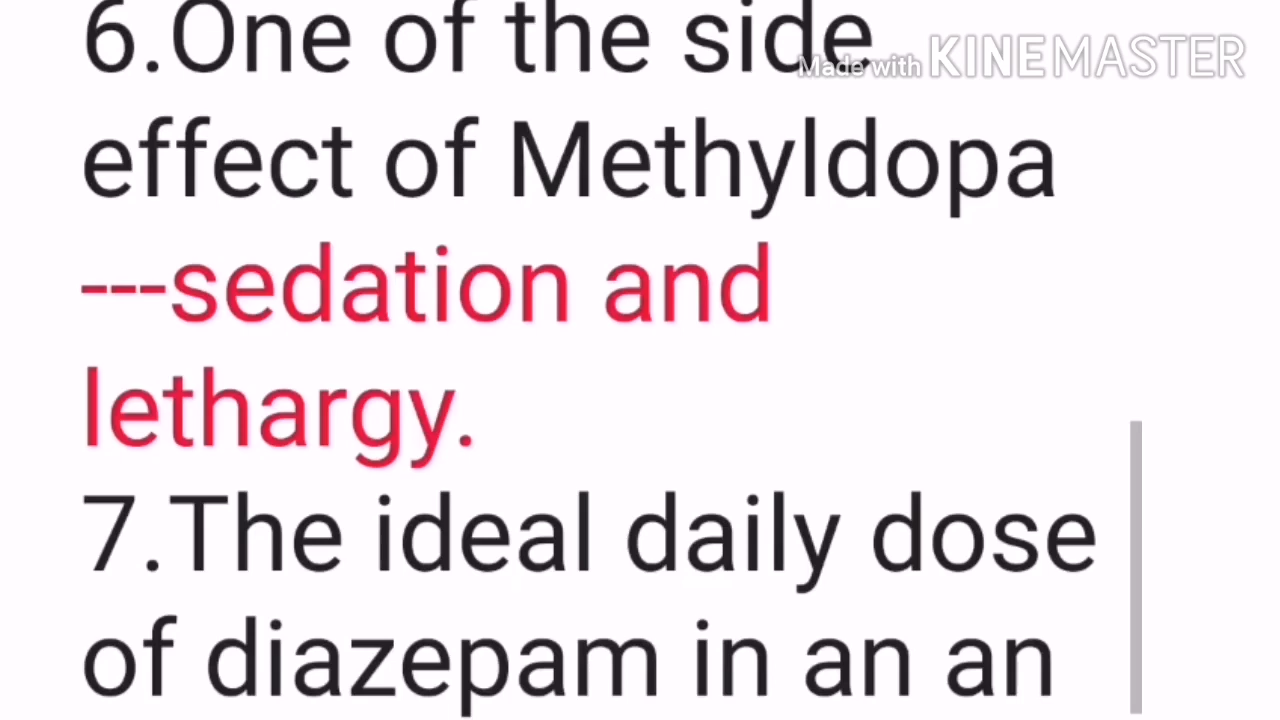 6.One of the side
Made with KINEMASTER
effect of Methyldopa
---sedation and
lethargy.
7.The ideal daily dose
of diazepam in an an